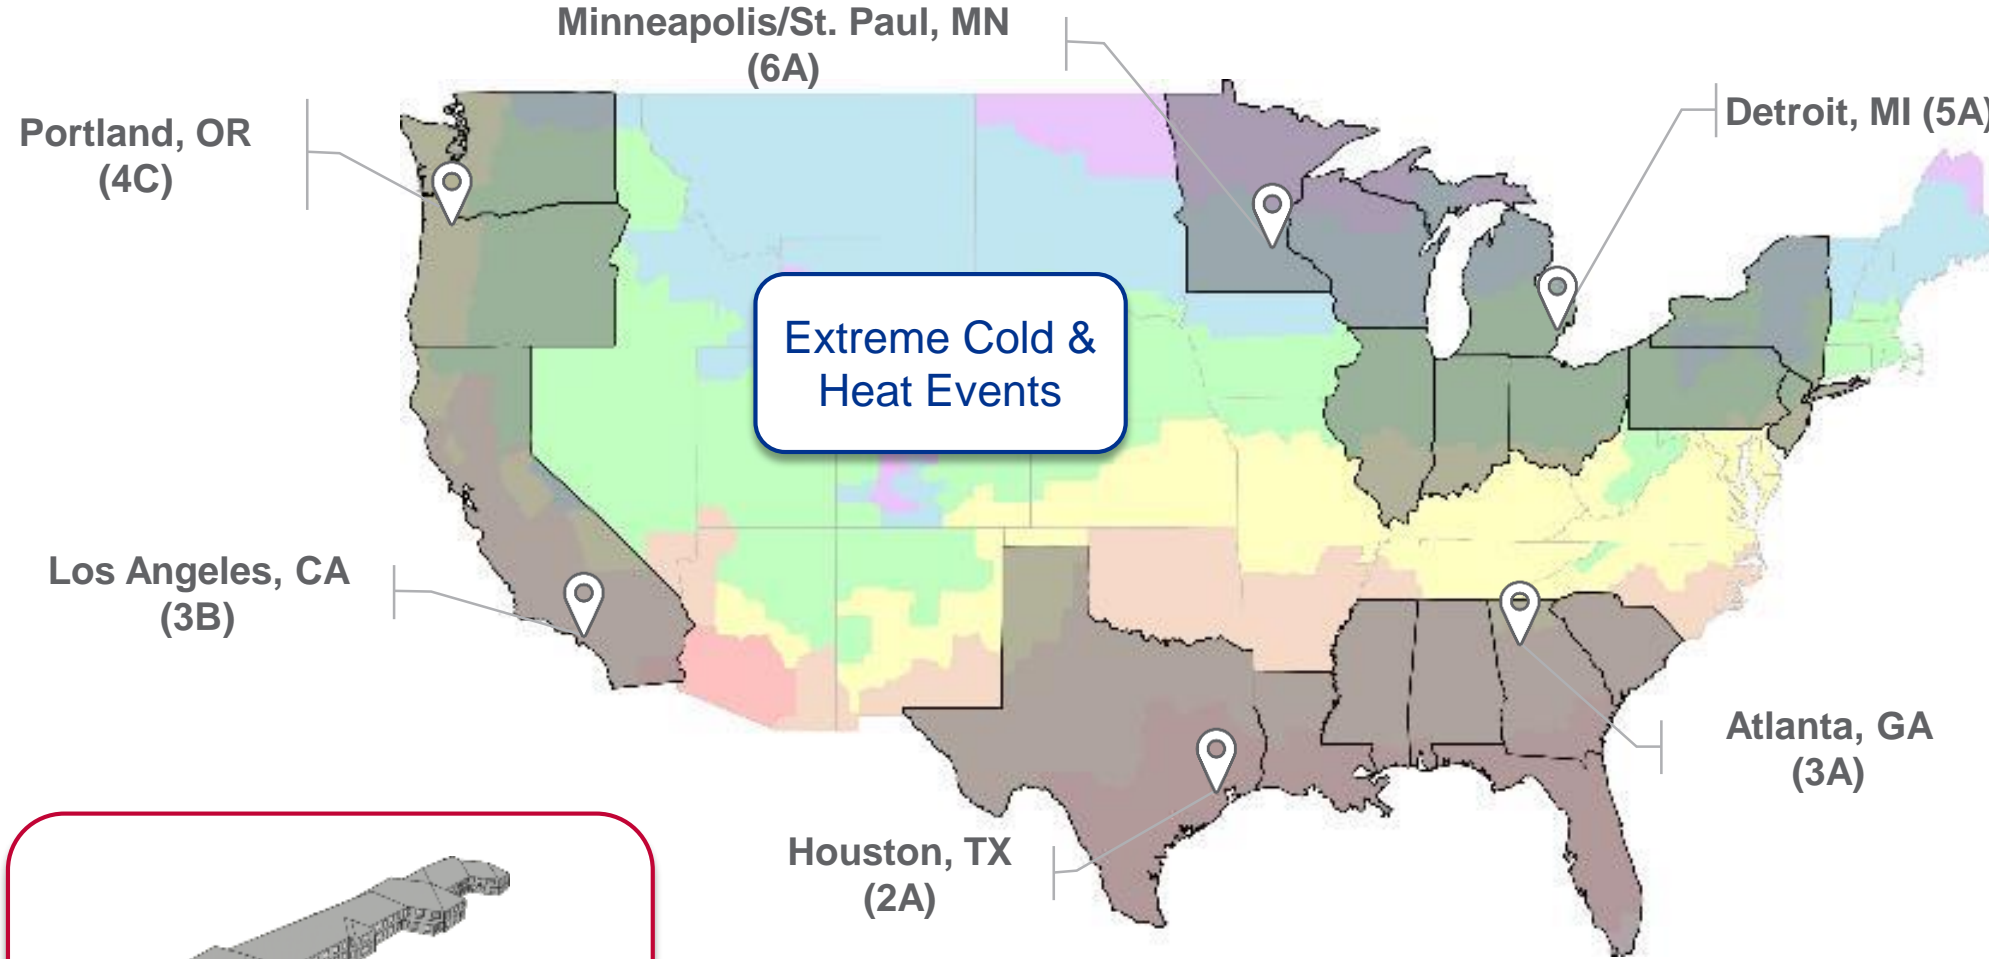 Minneapolis/St. Paul, MN
(6A)
Portland, OR
(4C)
Detroit, MI (5A)
Extreme Cold &
Heat Events
Los Angeles, CA
(3B)
Atlanta, GA
(3A)
Houston, TX
(2A)